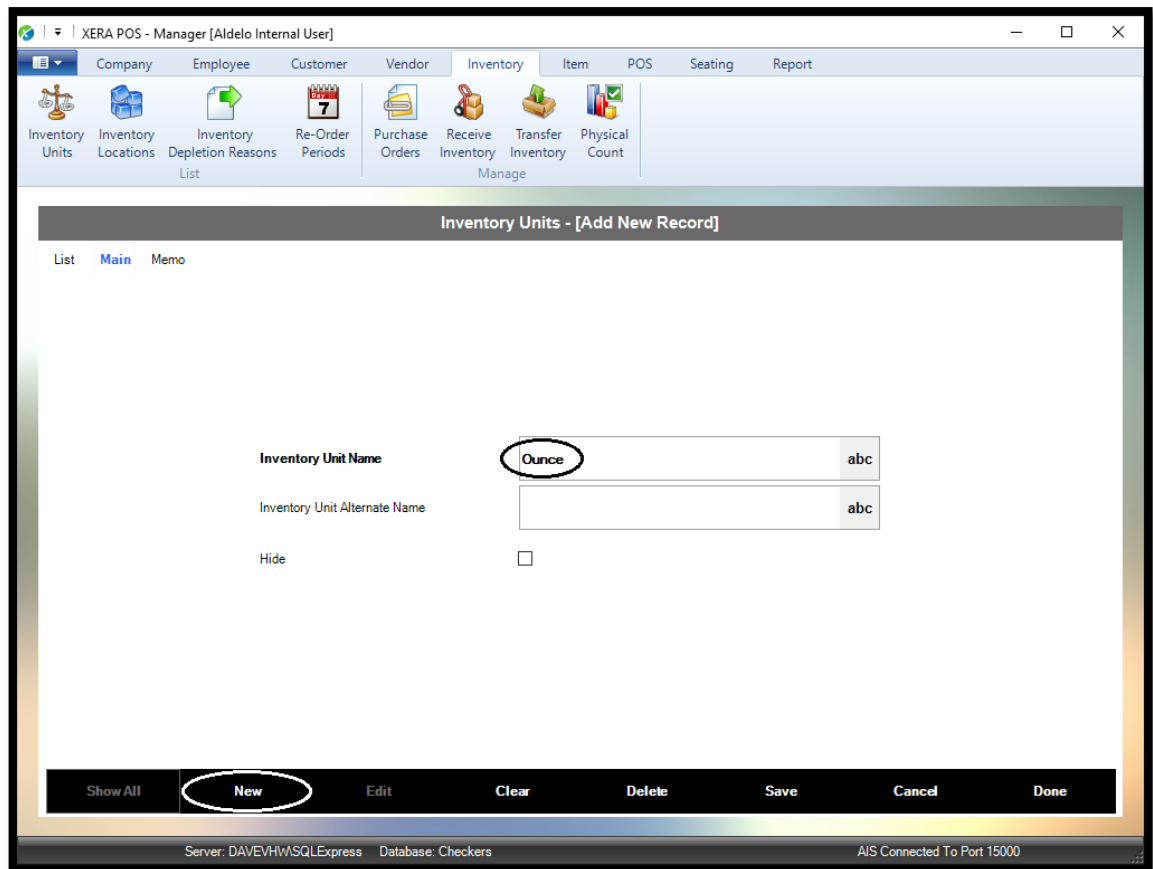 XERA POS - Manager [Aldelo Internal User]
Company Employee Customer Vendor Inventory Item POS Seating Report
Inventory Units
Inventory Locations
Inventory Depletion Reasons
Re-Order Periods
Purchase Orders
Receive Inventory
Transfer Inventory
Physical Count
List
Manage
Inventory Units - [Add New Record]
List Main Memo
Inventory Unit Name Ounce abc
Inventory Unit Alternate Name abc
Hide
Show All New Edit Clear Delete Save Cancel Done
Server: DAVEVHW\SQLExpress Database: Checkers AIS Connected To Port 15000